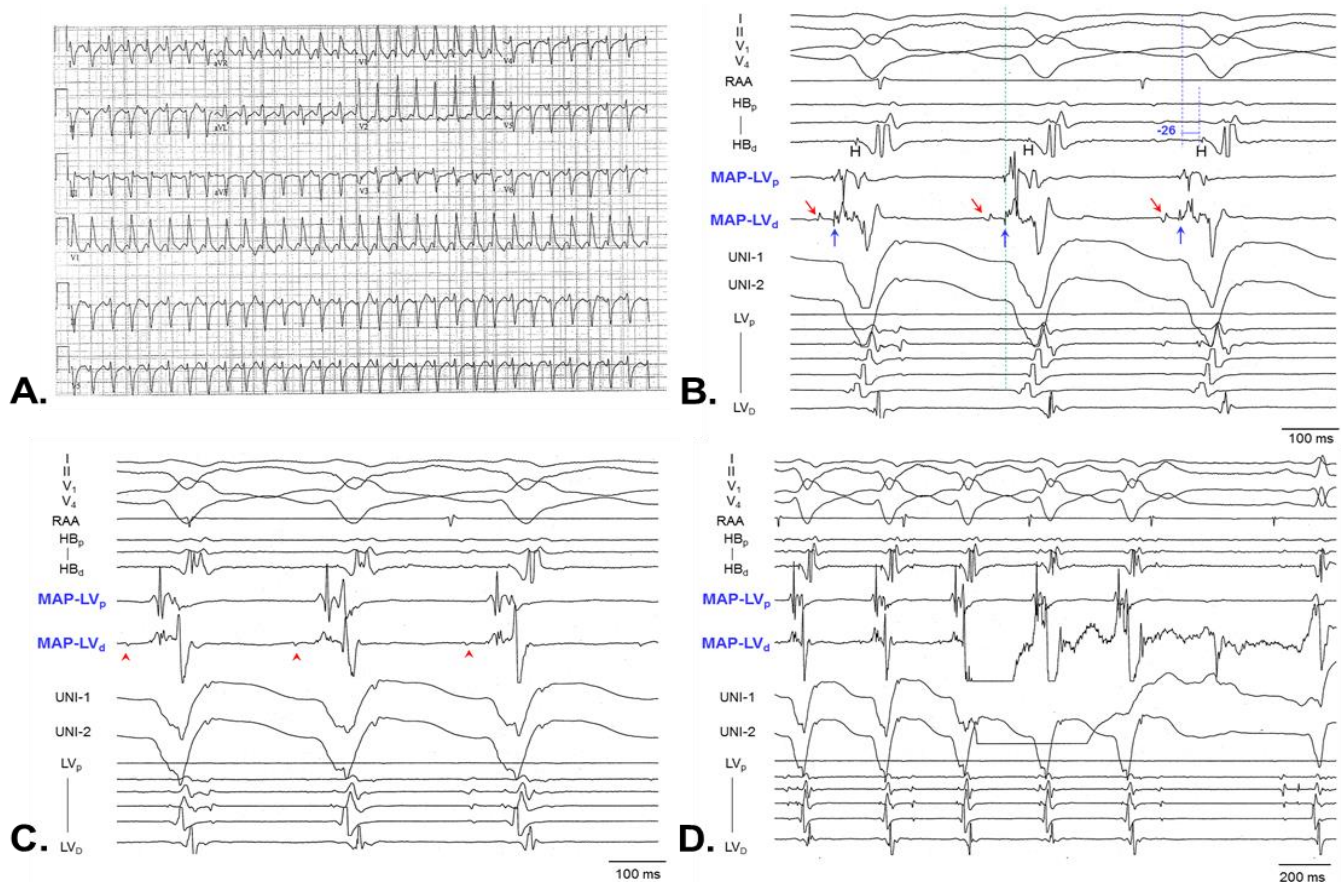 A.
I
aVR
V1
V4
II
aVL
V2
V5
III
aVF
V3
V6
V1
II
V5
B.
I
II
V1
V4
RAA
HBp
HBd
-26
H
H
H
MAP-LVp
MAP-LVd
UNI-1
UNI-2
LVp
LVD
100 ms
C.
I
II
V1
V4
RAA
HBp
HBd
MAP-LVp
MAP-LVd
UNI-1
UNI-2
LVp
LVD
100 ms
D.
I
II
V1
V4
RAA
HBp
HBd
MAP-LVp
MAP-LVd
UNI-1
UNI-2
LVp
LVD
200 ms